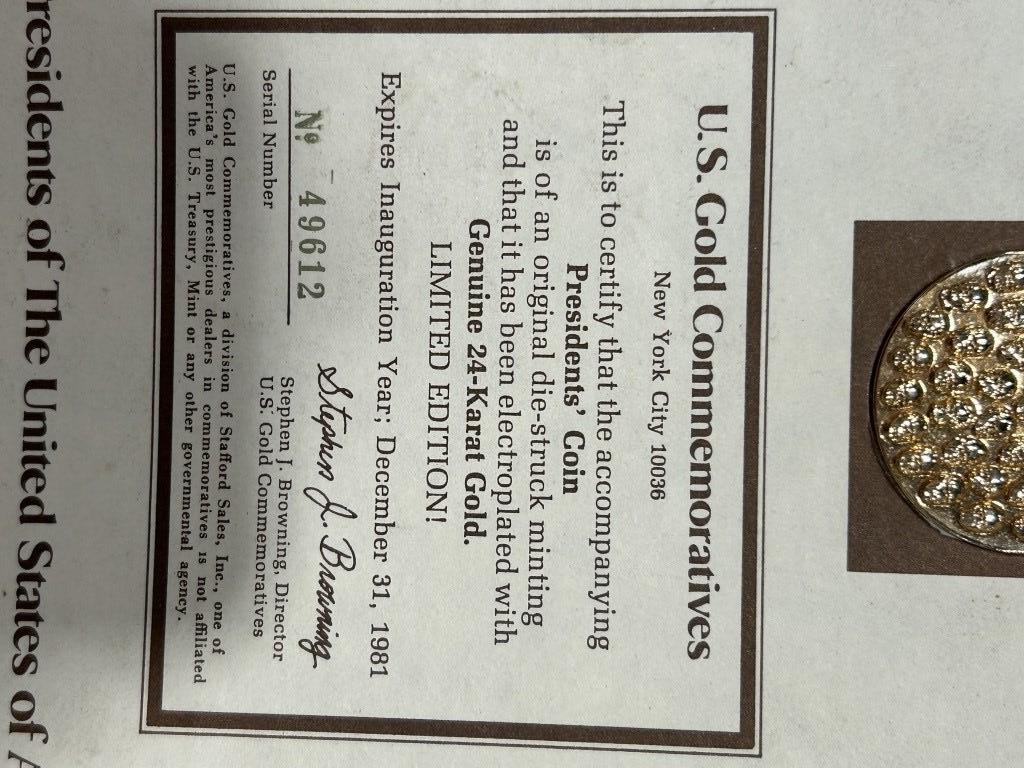 U.S. Gold Commemoratives
New York City 10036
This is to certify that the accompanying
Presidents' Coin
is of an original die-struck minting
and that it has been electroplated with
Genuine 24-Karat Gold.
LIMITED EDITION!
Expires Inauguration Year; December 31, 1981
Nº 49612
Serial Number
Stephen J. Browning
Stephen J. Browning, Director
U.S. Gold Commemoratives
U.S. Gold Commemoratives, a division of Stafford Sales, Inc., one of
America's most prestigious dealers in commemoratives is not affiliated
with the U.S. Treasury, Mint or any other governmental agency.
residents of The United States of A